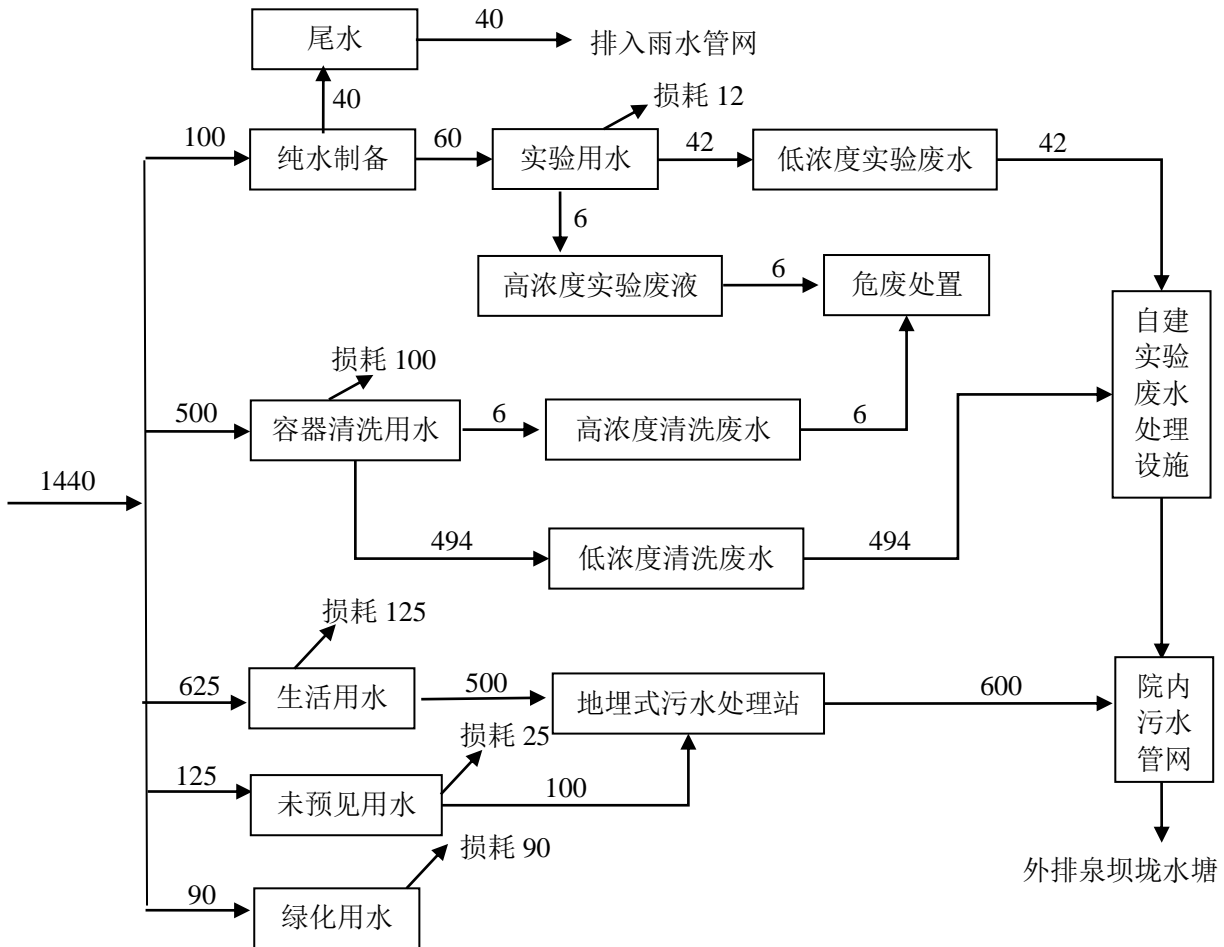 尾水
40
排入雨水管网
40
损耗 12
100
纯水制备
60
实验用水
42
低浓度实验废水
42
6
高浓度实验废液
6
危废处置
自建
实验
废水
处理
设施
损耗 100
500
容器清洗用水
6
高浓度清洗废水
6
1440
494
低浓度清洗废水
494
损耗 125
625
生活用水
500
地埋式污水处理站
600
院内
污水
管网
损耗 25
125
未预见用水
100
损耗 90
外排泉坝垅水塘
90
绿化用水